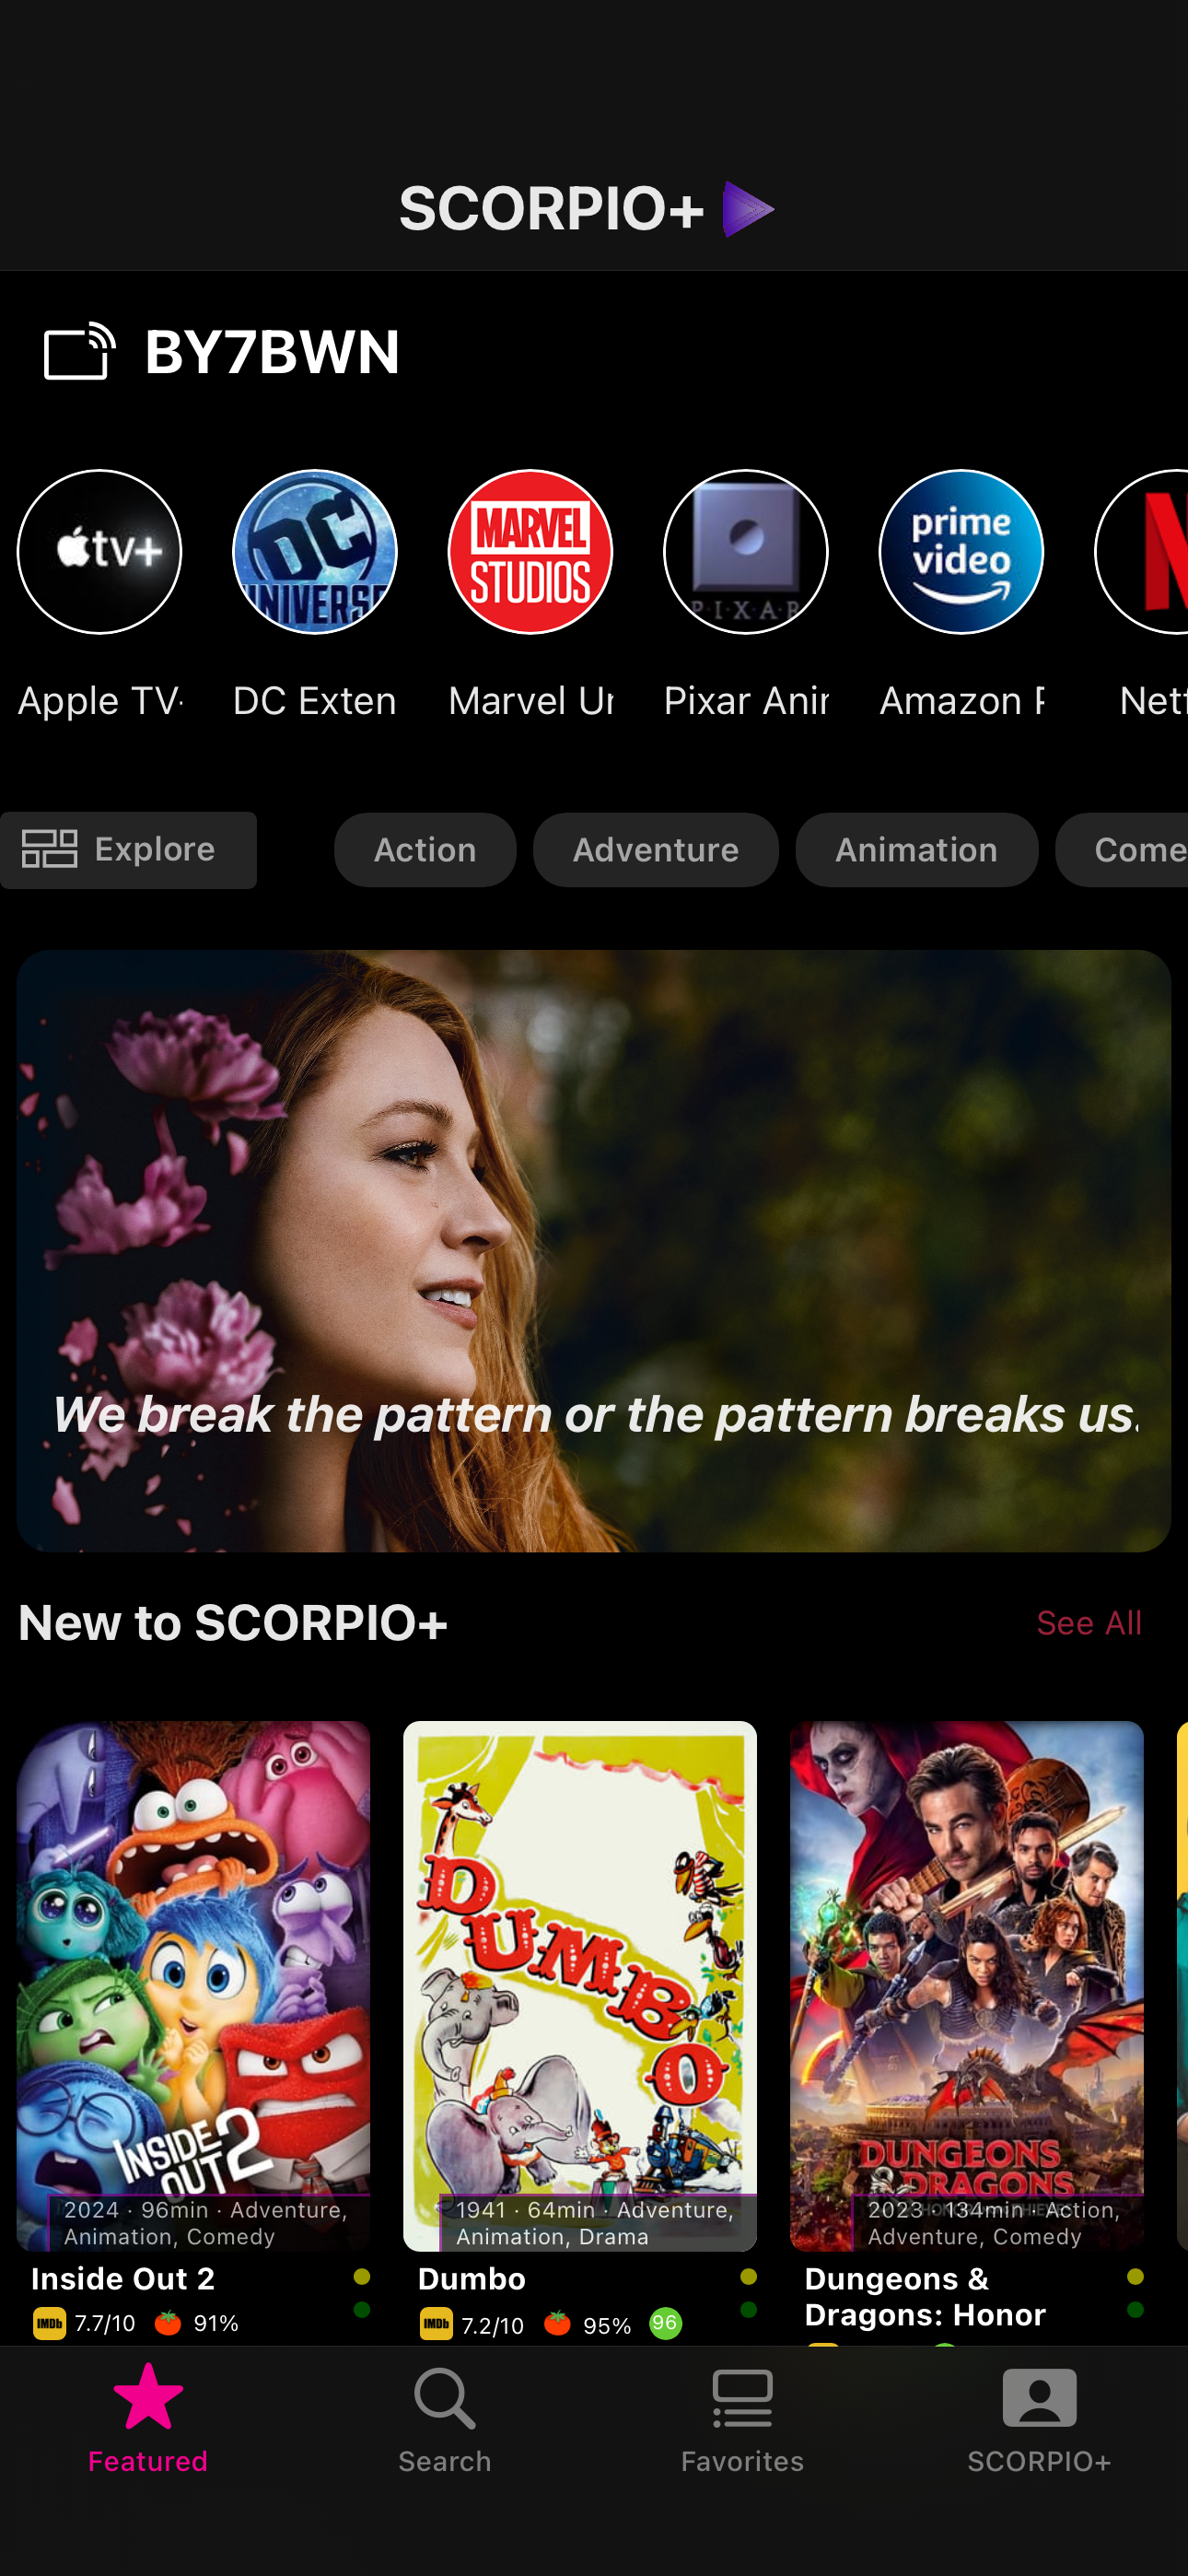 SCORPIO+
BY7BWN
tv+
DC
UNIVERSE
MARVEL
STUDIOS
PIXAR
prime
video
N
Apple TV
DC Exten
Marvel Un
Pixar Anim
Amazon P
Netf
Explore
Action
Adventure
Animation
Come
We break the pattern or the pattern breaks us.
New to SCORPIO+
See All
INSIDE
OUT 2
DUMBO
DUNGEONS
& DRAGONS
2024 · 96min · Adventure,
Animation, Comedy
1941 · 64min · Adventure,
Animation, Drama
2023 · 134min · Action,
Adventure, Comedy
Inside Out 2
Dumbo
Dungeons &
Dragons: Honor
IMDb 7.7/10 91%
IMDb 7.2/10 95% 96
Featured
Search
Favorites
SCORPIO+